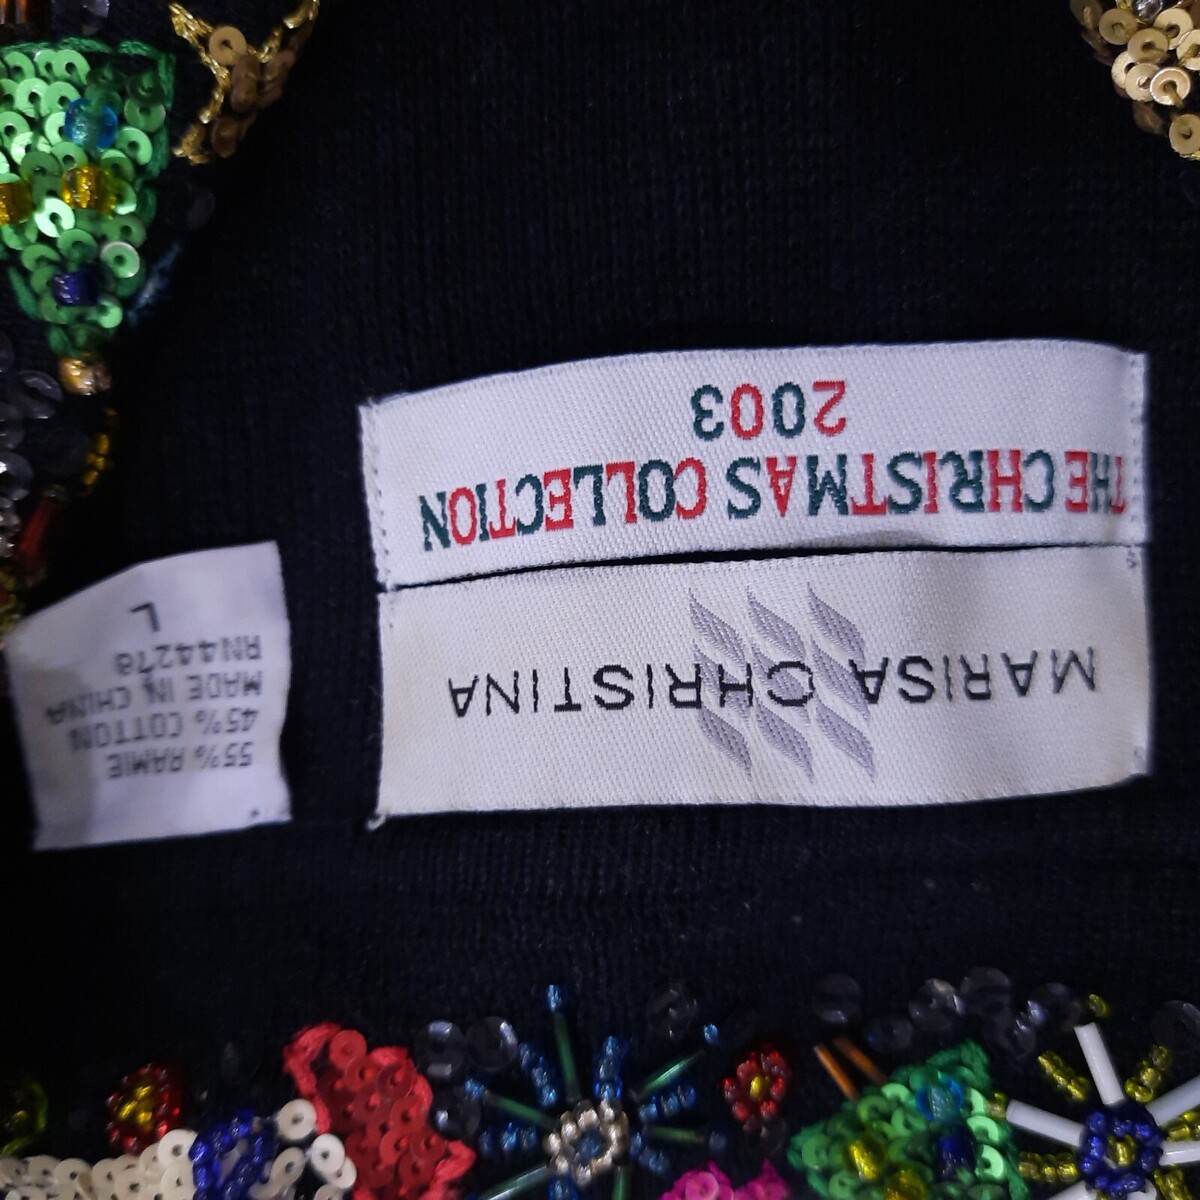 MARISA CHRISTINA
THE CHRISTMAS COLLECTION
2003
55% RAMIE
45% COTTON
MADE IN CHINA
RN44278
L